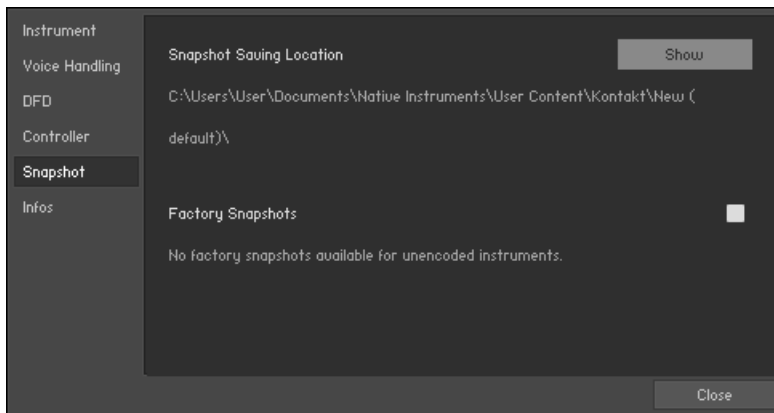 Instrument
Voice Handling
DFD
Controller
Snapshot
Infos
Snapshot Saving Location
Show
C:\Users\User\Documents\Native Instruments\User Content\Kontakt\New (
default)\
Factory Snapshots
No factory snapshots available for unencoded instruments.
Close